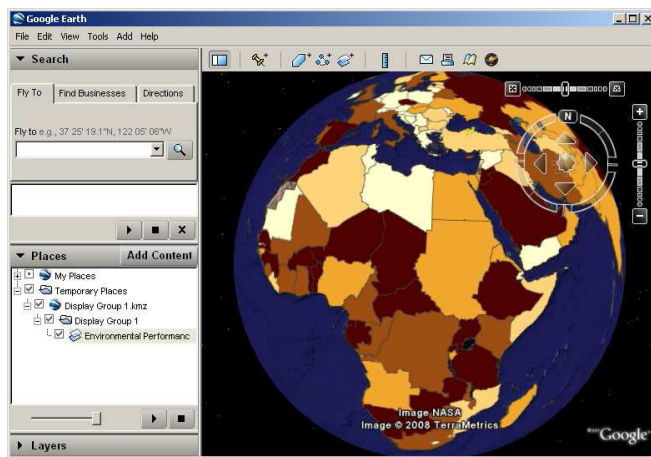 Google Earth
File Edit View Tools Add Help
Search
Fly To Find Businesses Directions
Fly to e.g., 37 25' 19.1"N, 122 05' 06"W
Places Add Content
My Places
Temporary Places
Display Group 1.kmz
Display Group 1
Environmental Performanc
Layers
N
Image NASA
Image © 2008 TerraMetrics
Google